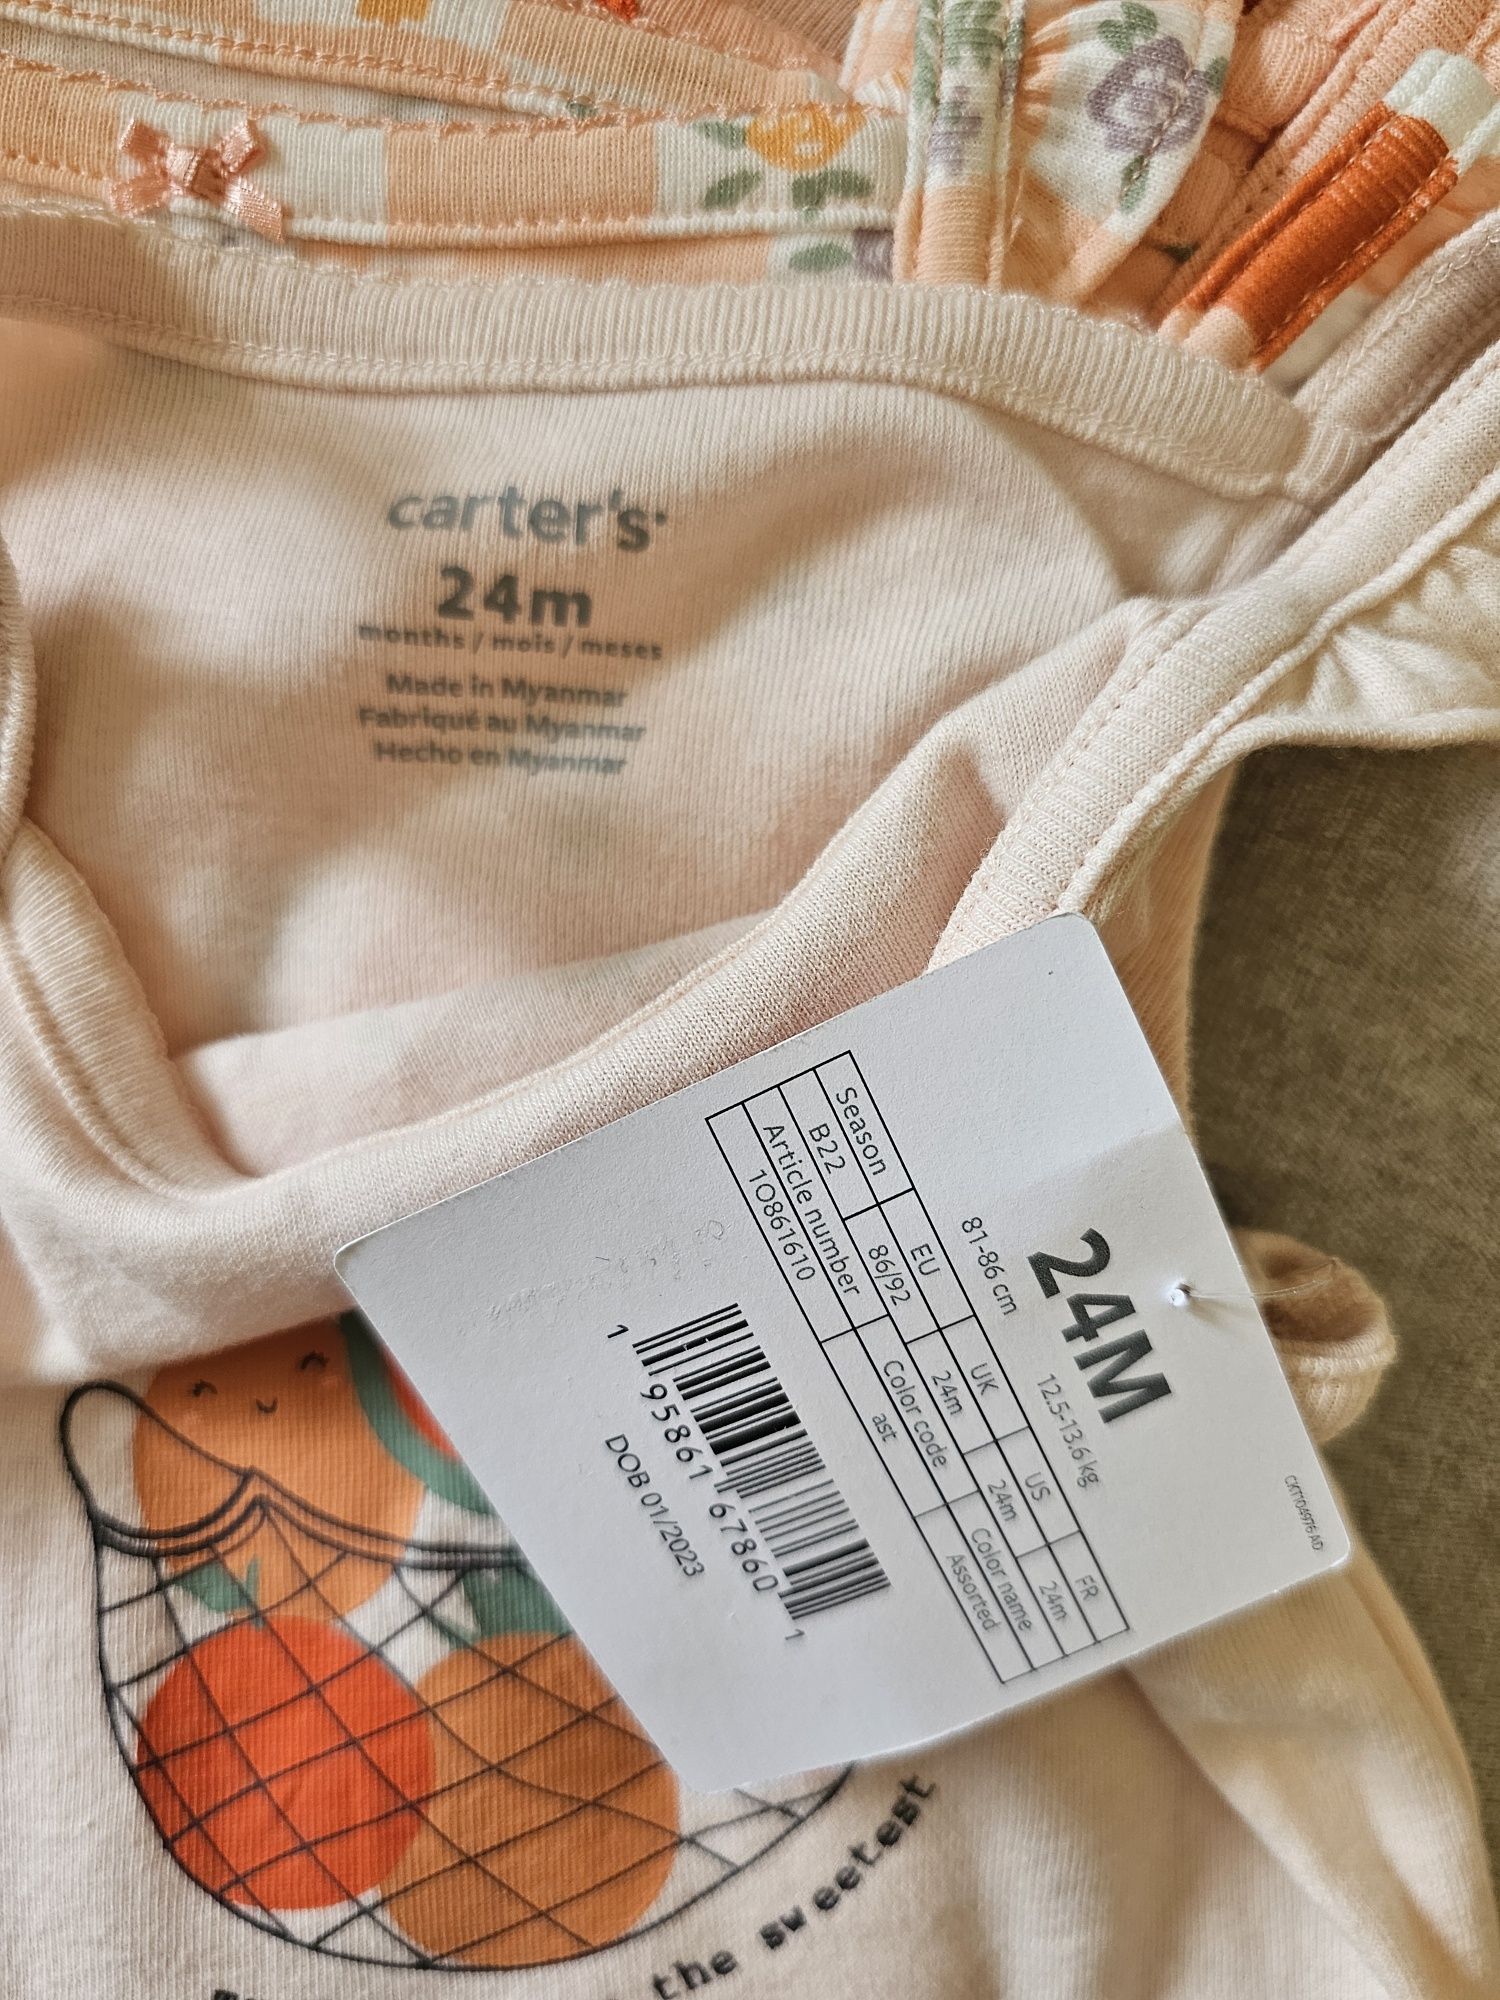 carter's
24m
months / mois / meses
Made in Myanmar
Fabriqué au Myanmar
Hecho en Myanmar
24M
81-86 cm 12.5-13.6 kg
Season EU UK US FR
B22 86/92 24m 24m 24m
Article number Color code Color name
1O861610 ast Assorted
1 95861 67860 1
DOB 01/2023
CKT104976 AD
the sweetest